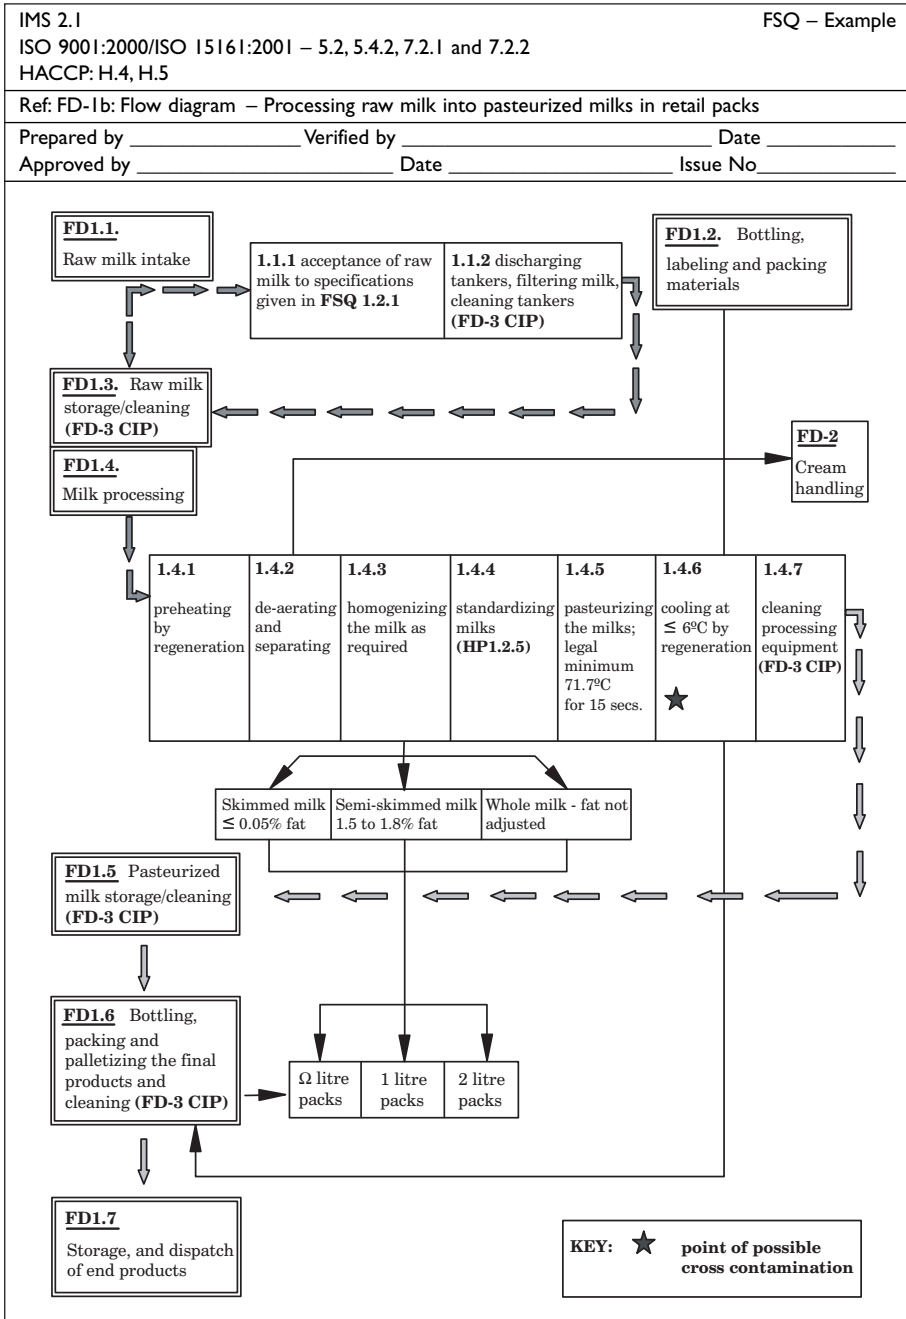 IMS 2.1 FSQ – Example
ISO 9001:2000/ISO 15161:2001 – 5.2, 5.4.2, 7.2.1 and 7.2.2
HACCP: H.4, H.5
Ref: FD-1b: Flow diagram – Processing raw milk into pasteurized milks in retail packs
Prepared by ____________ Verified by ____________ Date ____________
Approved by ____________ Date ____________ Issue No____________
FD1.1.
Raw milk intake
1.1.1 acceptance of raw
milk to specifications
given in FSQ 1.2.1
1.1.2 discharging
tankers, filtering milk,
cleaning tankers
(FD-3 CIP)
FD1.2. Bottling,
labeling and packing
materials
FD1.3. Raw milk
storage/cleaning
(FD-3 CIP)
FD1.4.
Milk processing
FD-2
Cream
handling
1.4.1
preheating
by
regeneration
1.4.2
de-aerating
and
separating
1.4.3
homogenizing
the milk as
required
1.4.4
standardizing
milks
(HP1.2.5)
1.4.5
pasteurizing
the milks;
legal
minimum
71.7ºC
for 15 secs.
1.4.6
cooling at
≤ 6ºC by
regeneration
1.4.7
cleaning
processing
equipment
(FD-3 CIP)
Skimmed milk
≤ 0.05% fat
Semi-skimmed milk
1.5 to 1.8% fat
Whole milk - fat not
adjusted
FD1.5 Pasteurized
milk storage/cleaning
(FD-3 CIP)
FD1.6 Bottling,
packing and
palletizing the final
products and
cleaning (FD-3 CIP)
Ω litre
packs
1 litre
packs
2 litre
packs
FD1.7
Storage, and dispatch
of end products
KEY: ★ point of possible
cross contamination